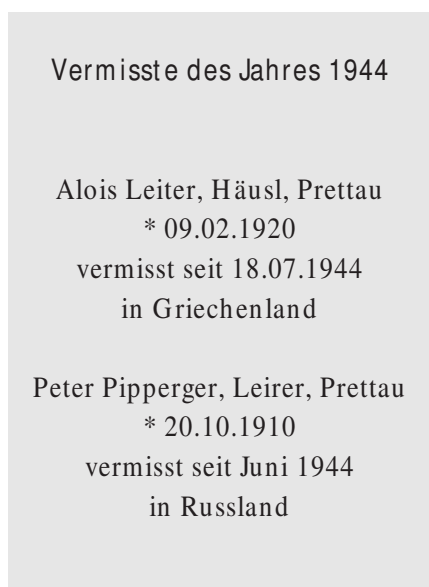 Vermisste des Jahres 1944
Alois Leiter, Häusl, Prettau
* 09.02.1920
vermisst seit 18.07.1944
in Griechenland
Peter Pipperger, Leirer, Prettau
* 20.10.1910
vermisst seit Juni 1944
in Russland